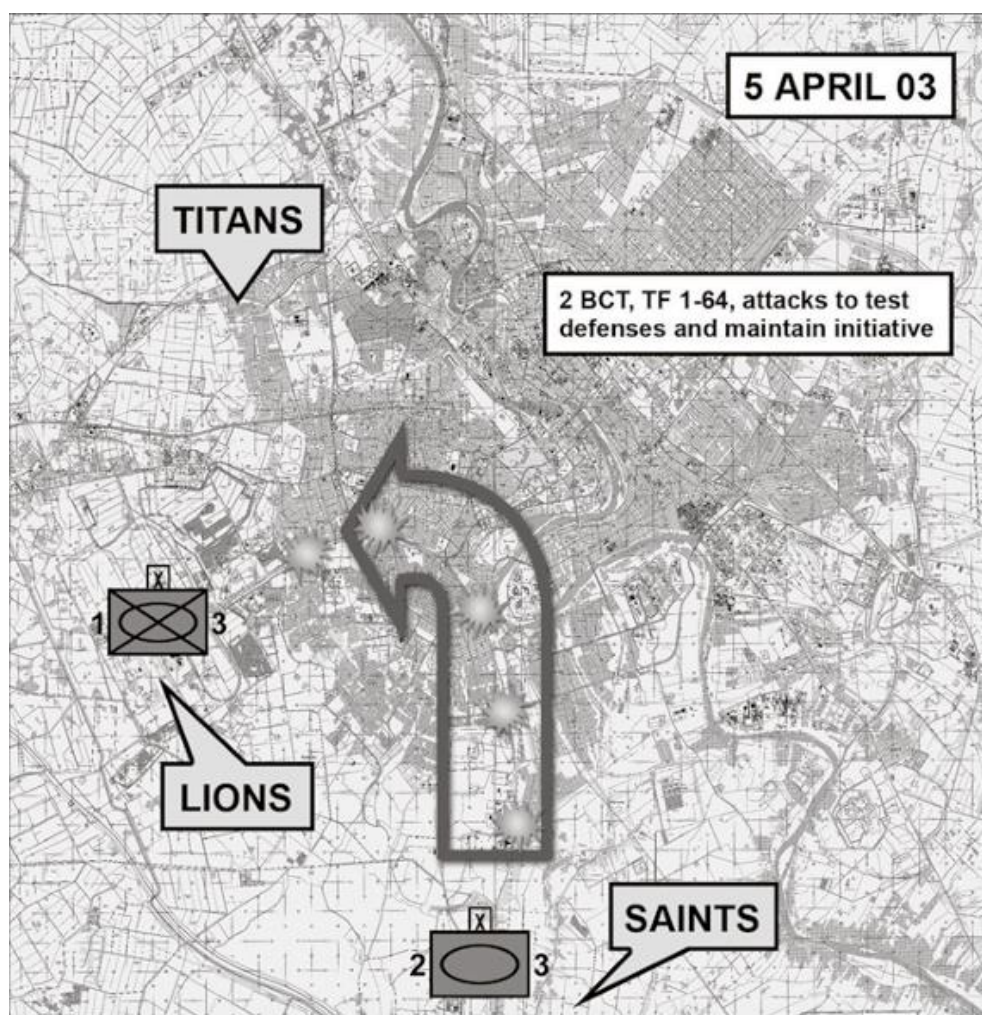 5 APRIL 03
TITANS
2 BCT, TF 1-64, attacks to test
defenses and maintain initiative
X
1 3
LIONS
SAINTS
X
2 3